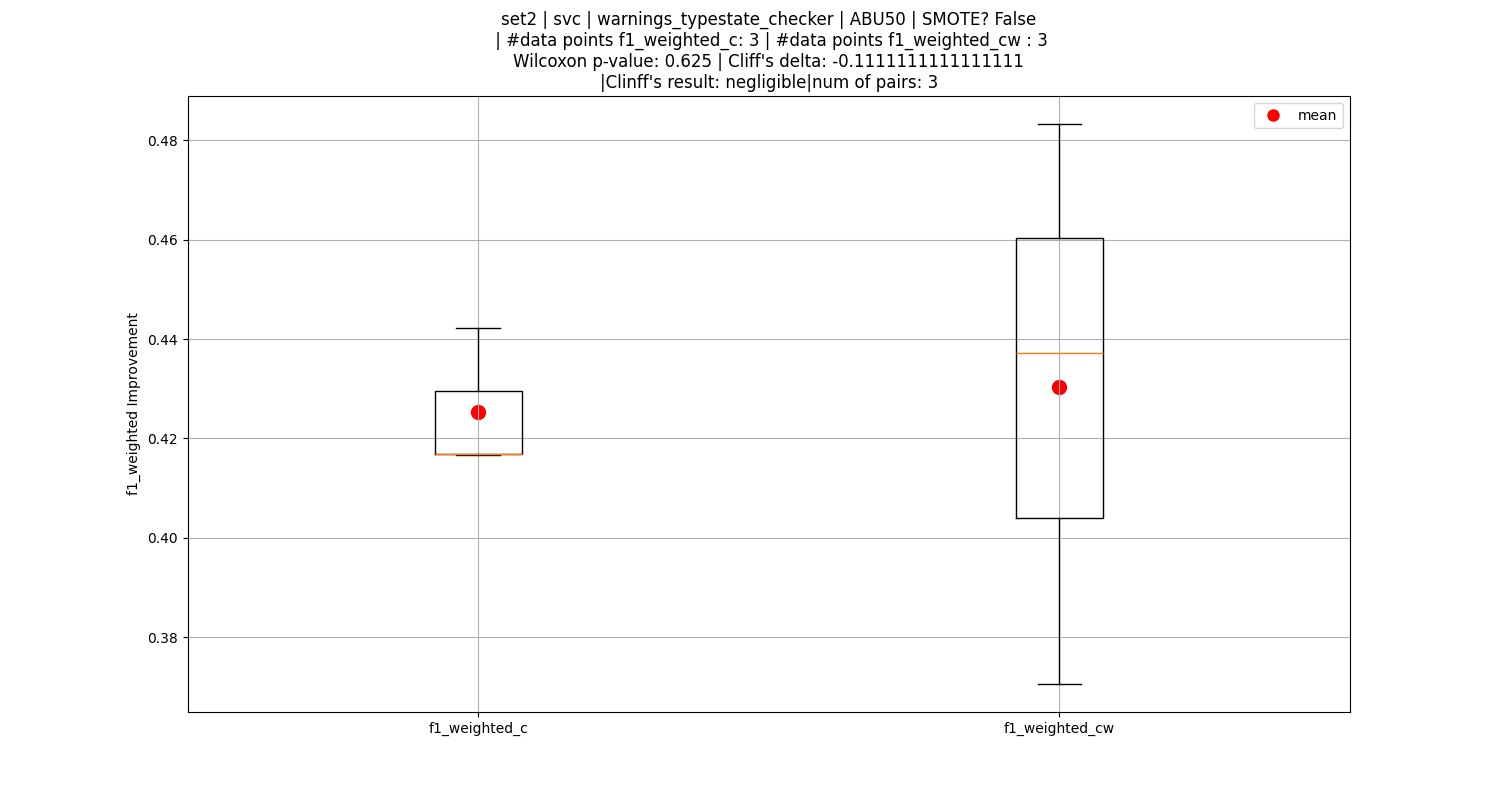 set2 | svc | warnings_typestate_checker | ABU50 | SMOTE? False
| #data points f1_weighted_c: 3 | #data points f1_weighted_cw : 3
Wilcoxon p-value: 0.625 | Cliff's delta: -0.1111111111111111
|Clinff's result: negligible|num of pairs: 3
mean
0.48
0.46
0.44
0.42
0.40
0.38
f1_weighted Improvement
f1_weighted_c
f1_weighted_cw